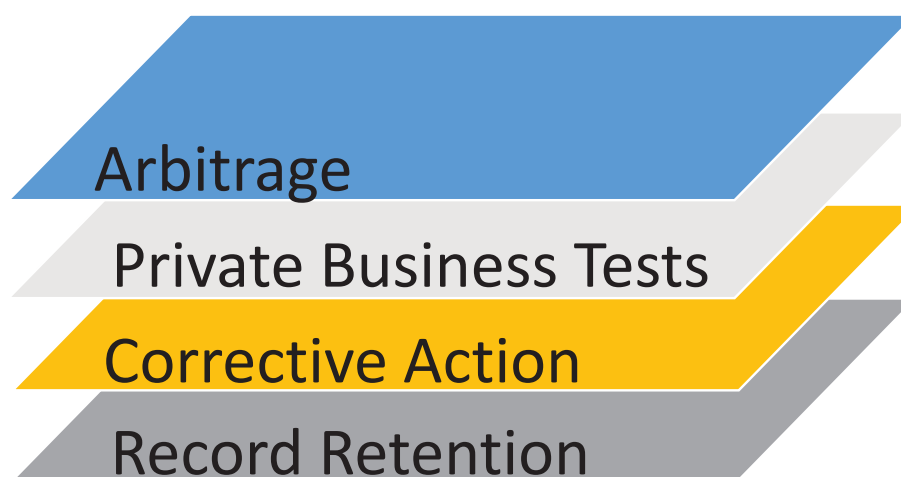 Arbitrage
Private Business Tests
Corrective Action
Record Retention